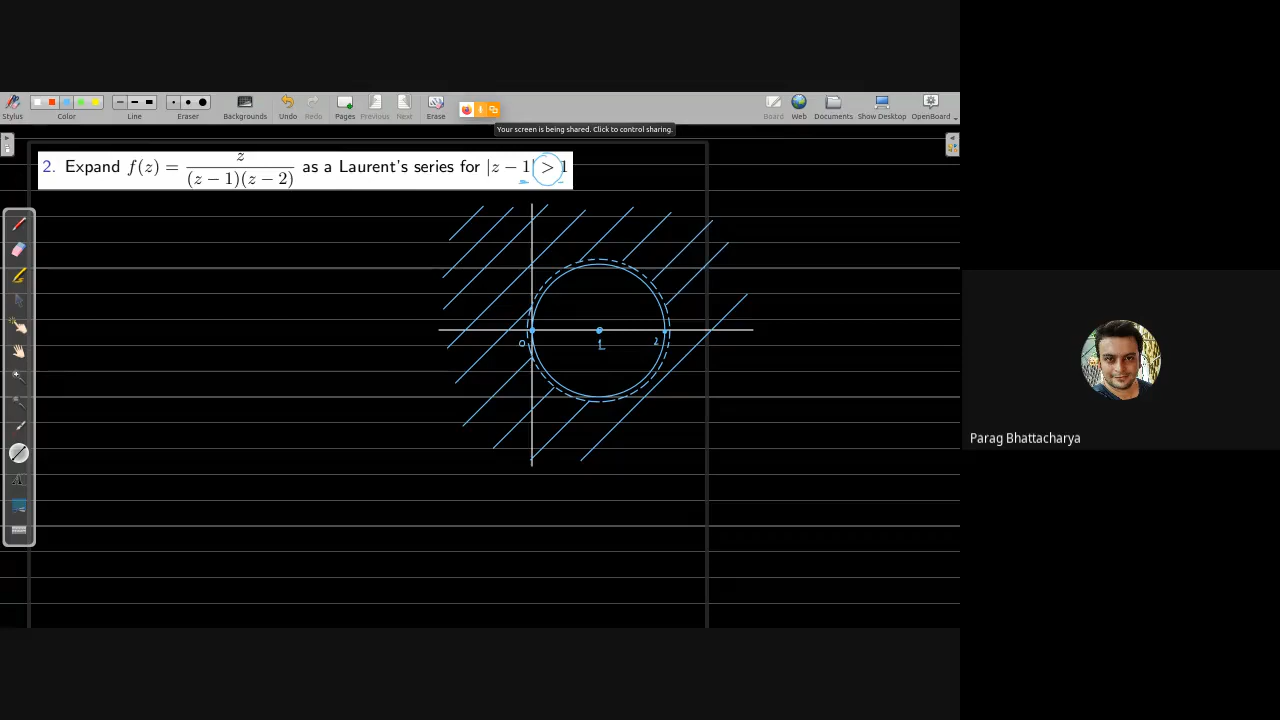 Stylus
Color
Line
Eraser
Backgrounds
Undo
Redo
Pages
Previous
Next
Erase
Board
Web
Documents
Show Desktop
OpenBoard
Your screen is being shared. Click to control sharing.
2. Expand f(z) = z/((z − 1)(z − 2)) as a Laurent's series for |z − 1| > 1
0
1
2
Parag Bhattacharya